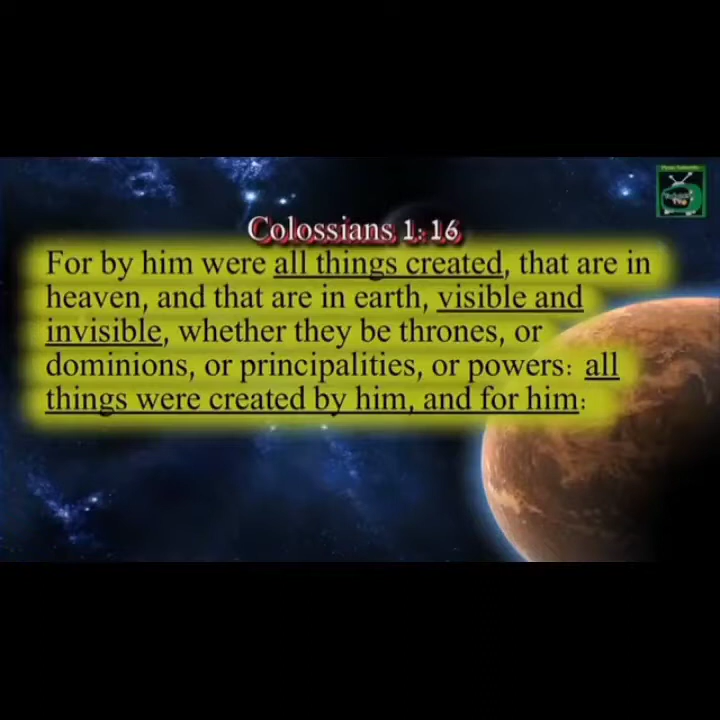 Colossians 1:16
For by him were all things created, that are in
heaven, and that are in earth, visible and
invisible, whether they be thrones, or
dominions, or principalities, or powers: all
things were created by him, and for him: